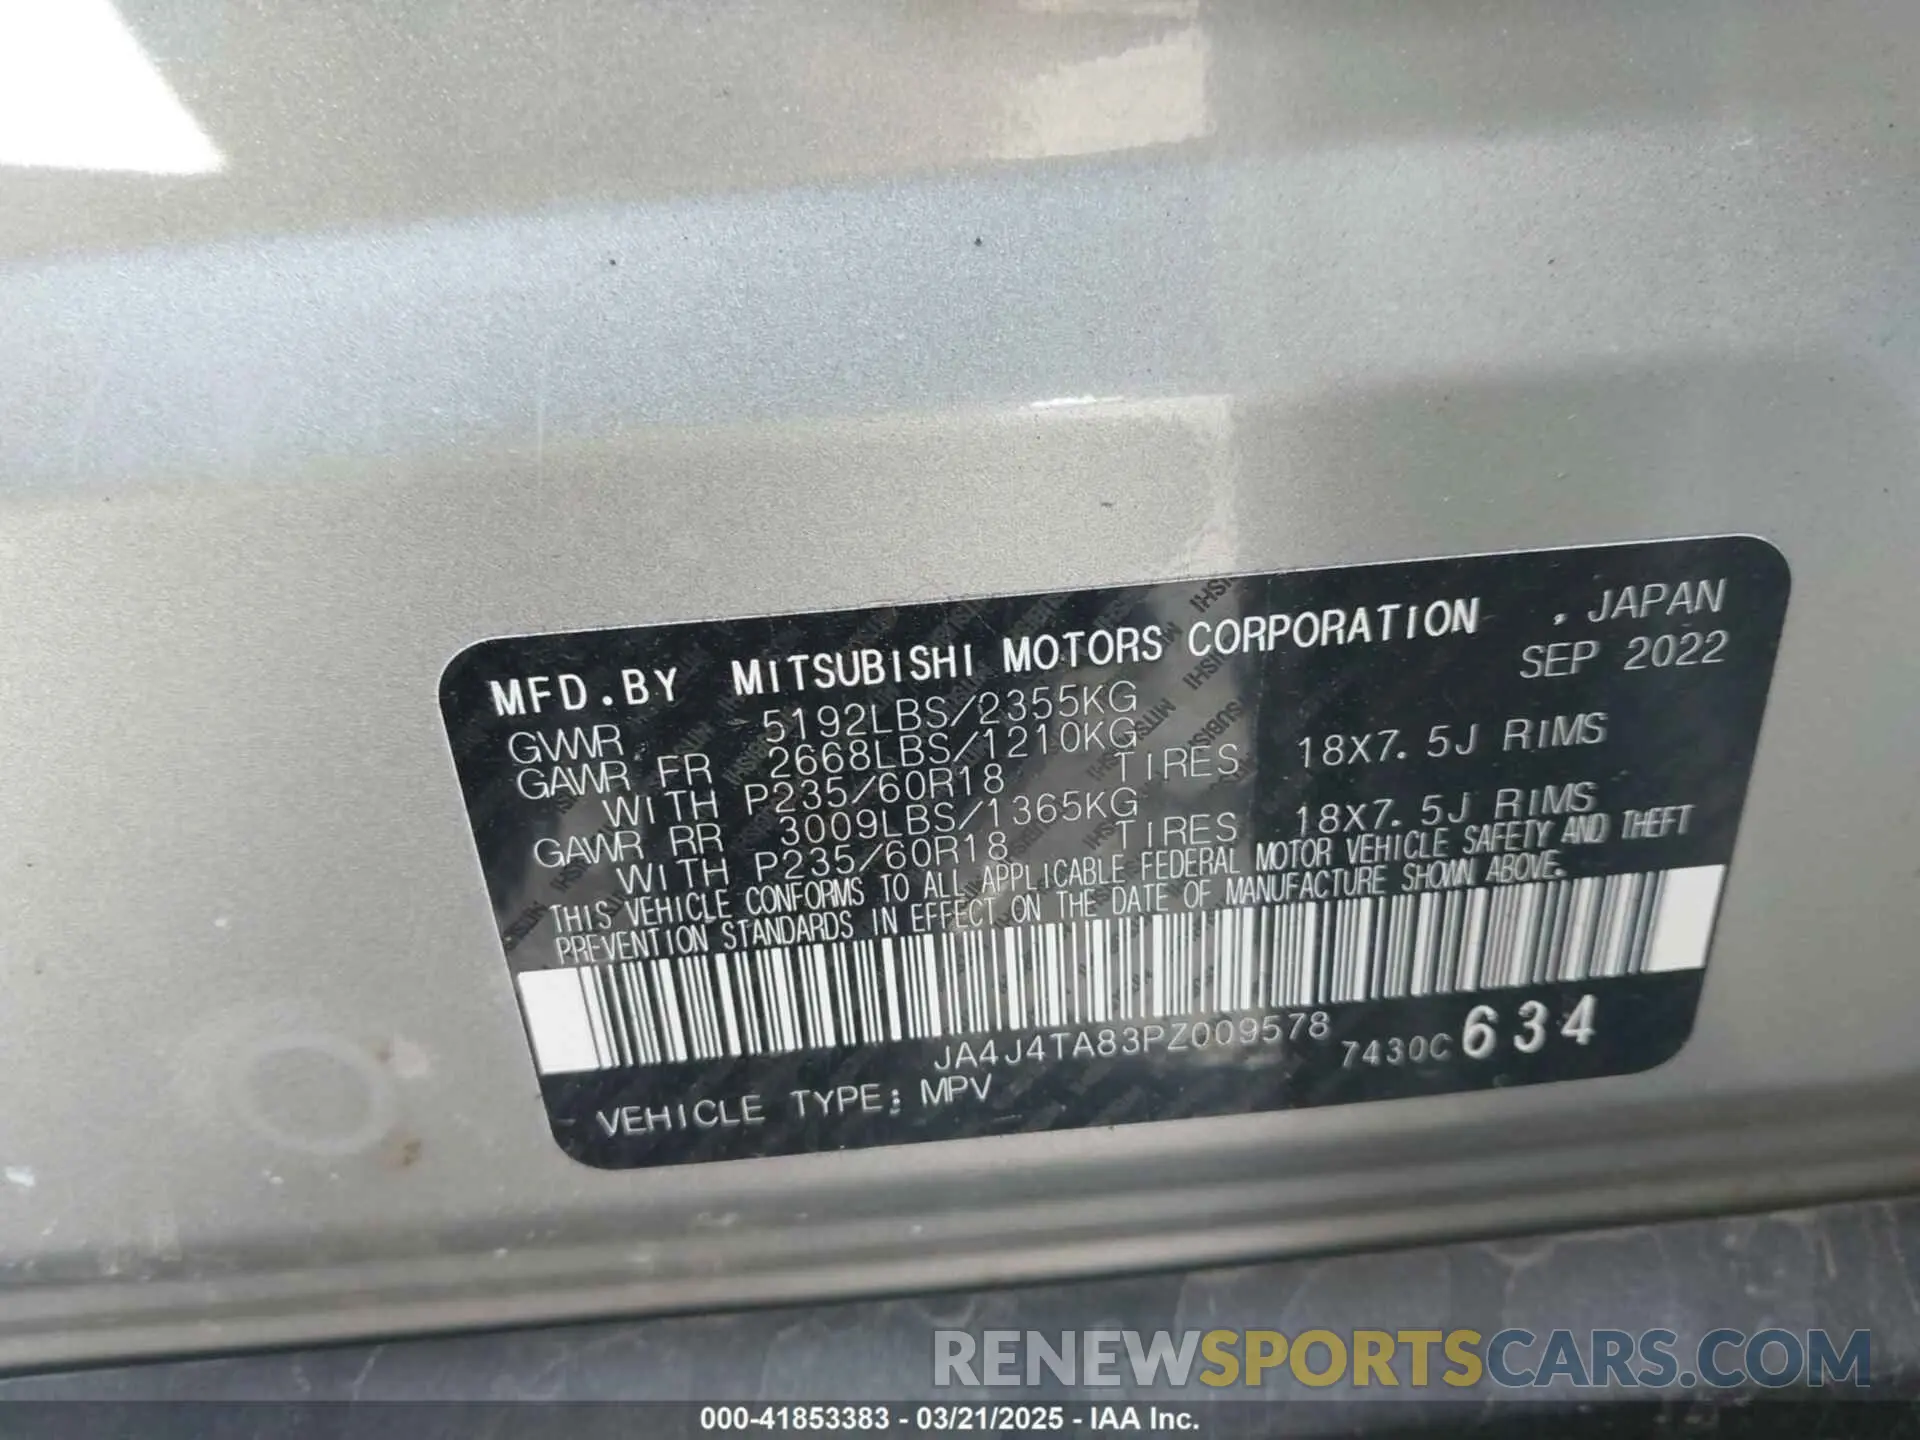 MFD.BY MITSUBISHI MOTORS CORPORATION , JAPAN
SEP 2022
GVWR 5192LBS/2355KG
GAWR FR 2668LBS/1210KG
WITH P235/60R18 TIRES 18X7.5J RIMS
GAWR RR 3009LBS/1365KG
WITH P235/60R18 TIRES 18X7.5J RIMS
THIS VEHICLE CONFORMS TO ALL APPLICABLE FEDERAL MOTOR VEHICLE SAFETY AND THEFT
PREVENTION STANDARDS IN EFFECT ON THE DATE OF MANUFACTURE SHOWN ABOVE.
JA4J4TA83PZ009578 7430C 634
VEHICLE TYPE: MPV
RENEWSPORTSCARS.COM
000-41853383 - 03/21/2025 - IAA Inc.